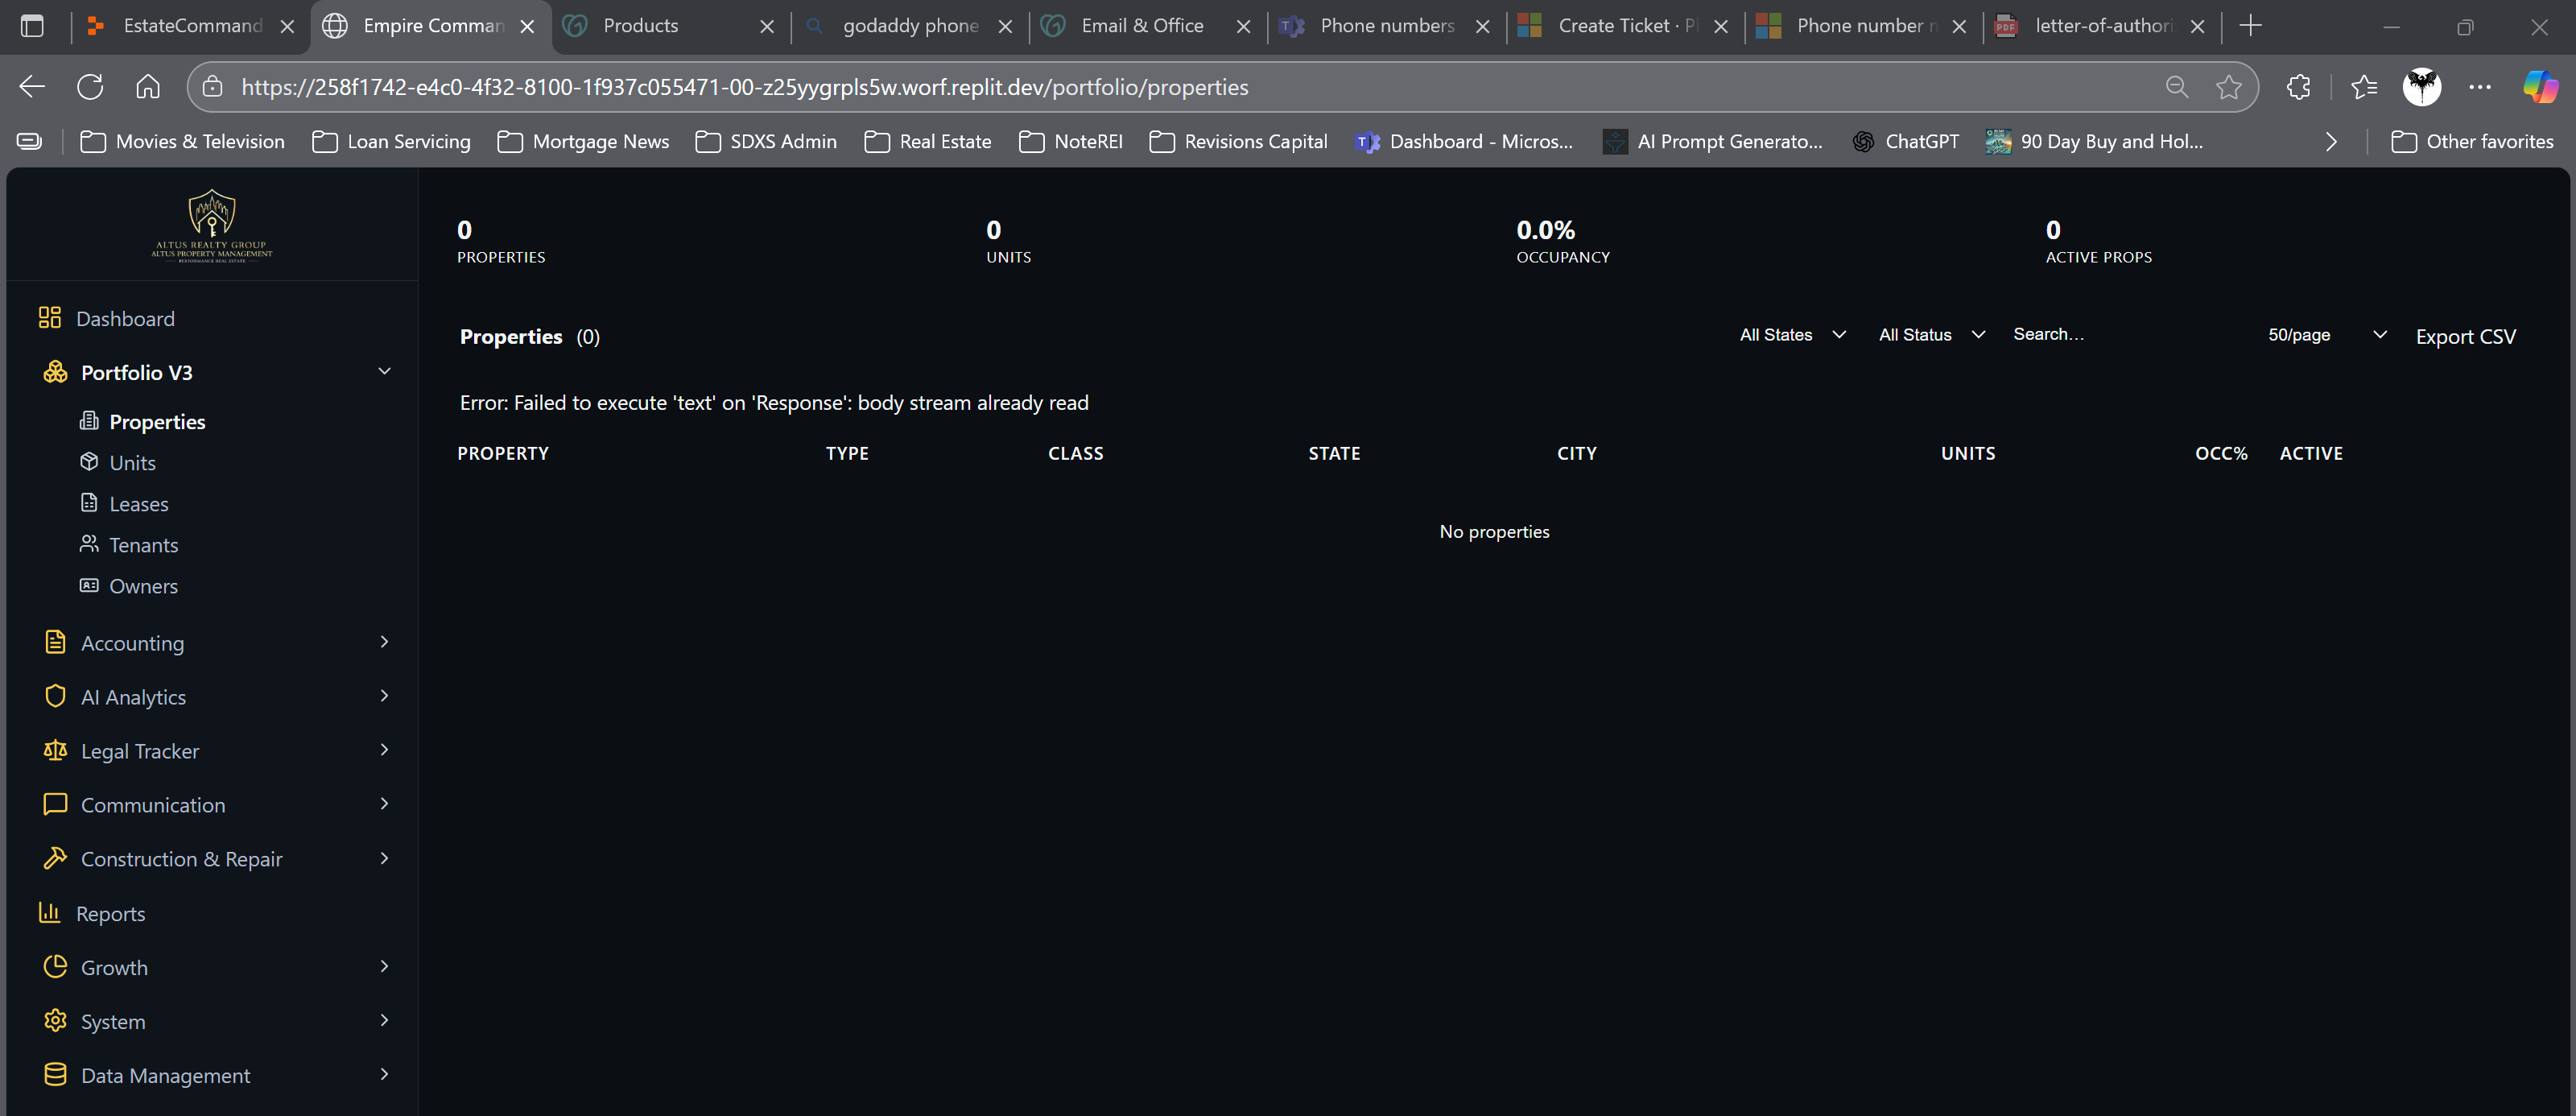 EstateCommand
Empire Comman
Products
godaddy phone
Email & Office
Phone numbers
Create Ticket · Pl
Phone number n
PDF
letter-of-authori
https://258f1742-e4c0-4f32-8100-1f937c055471-00-z25yygrpls5w.worf.replit.dev/portfolio/properties
Movies & Television
Loan Servicing
Mortgage News
SDXS Admin
Real Estate
NoteREI
Revisions Capital
Dashboard - Micros...
AI Prompt Generato...
ChatGPT
90 Day Buy and Hol...
Other favorites
ALTUS REALTY GROUP
ALTUS PROPERTY MANAGEMENT
PERFORMANCE REAL ESTATE
Dashboard
Portfolio V3
Properties
Units
Leases
Tenants
Owners
Accounting
AI Analytics
Legal Tracker
Communication
Construction & Repair
Reports
Growth
System
Data Management
0
PROPERTIES
0
UNITS
0.0%
OCCUPANCY
0
ACTIVE PROPS
Properties (0)
All States
All Status
Search...
50/page
Export CSV
Error: Failed to execute 'text' on 'Response': body stream already read
PROPERTY TYPE CLASS STATE CITY UNITS OCC% ACTIVE
No properties